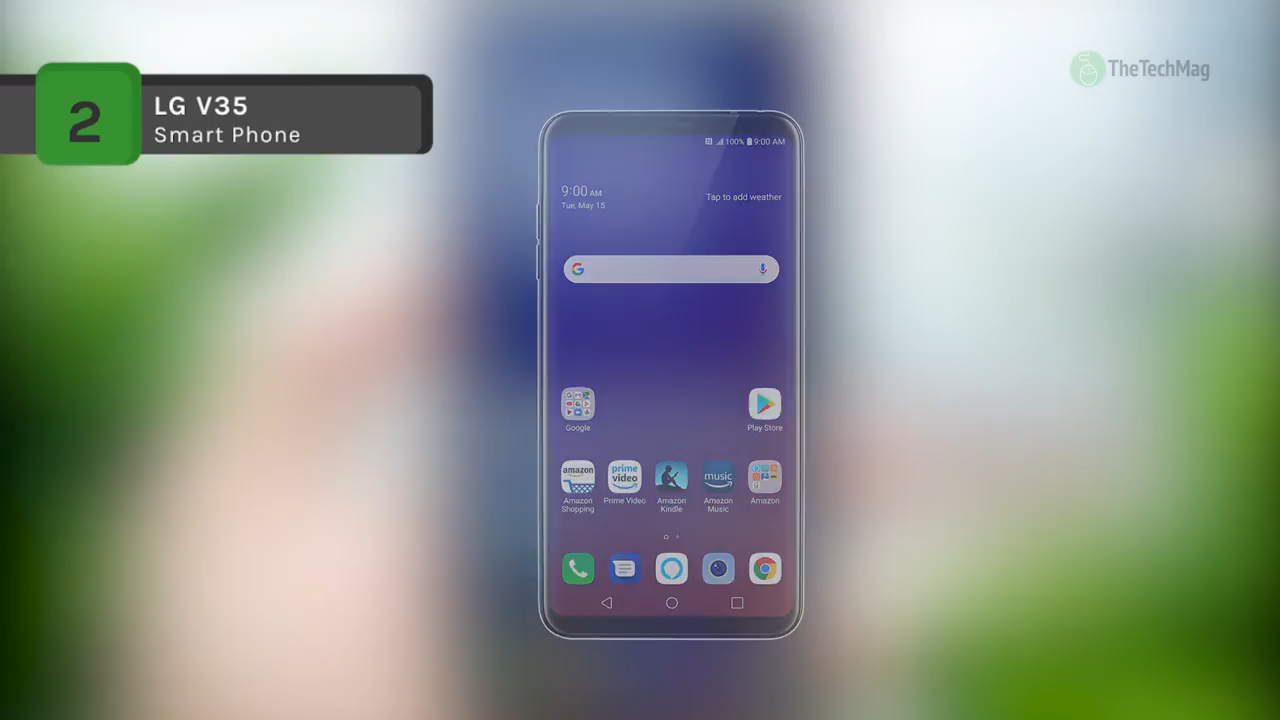 2
LG V35
Smart Phone
TheTechMag
100% 9:00 AM
9:00 AM
Tue, May 15
Tap to add weather
Google
Play Store
amazon
prime video
music
Amazon Shopping
Prime Video
Amazon Kindle
Amazon Music
Amazon